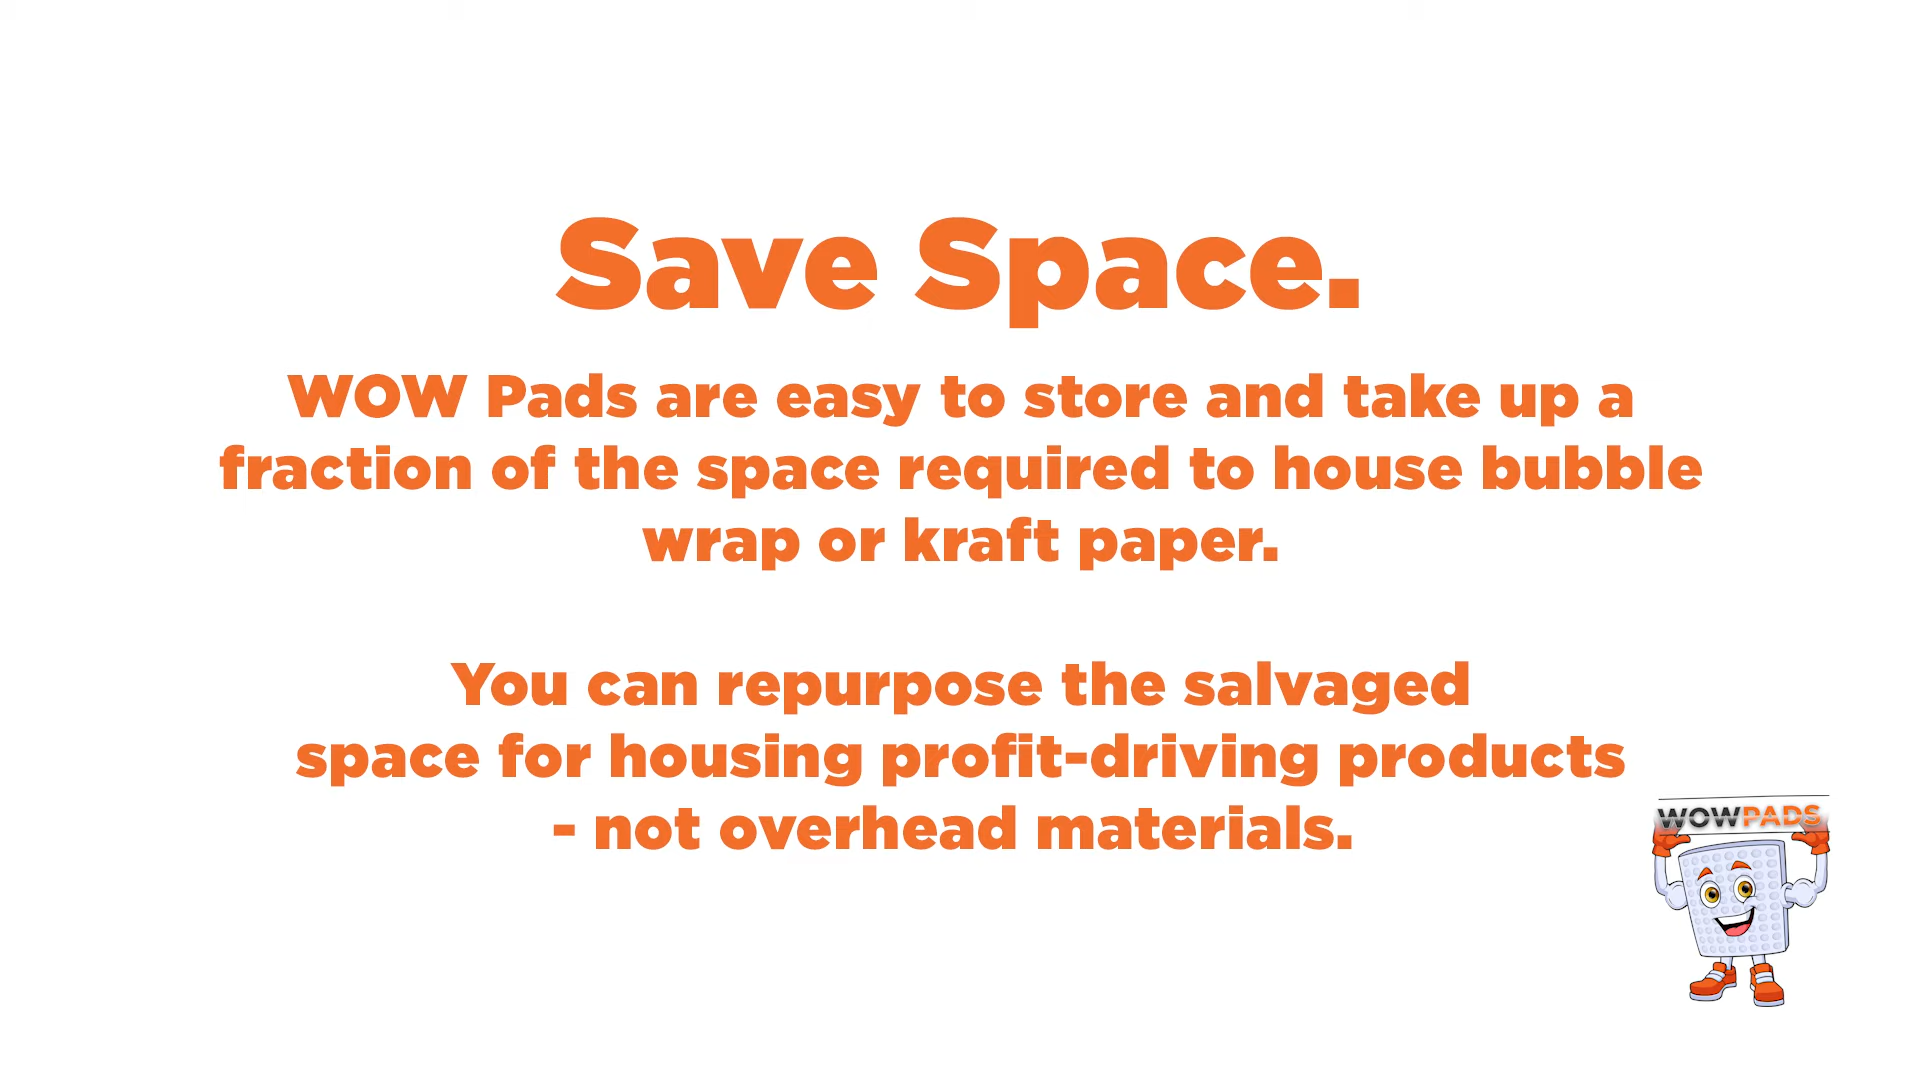 Save Space.
WOW Pads are easy to store and take up a
fraction of the space required to house bubble
wrap or kraft paper.
You can repurpose the salvaged
space for housing profit-driving products
- not overhead materials.
WOWPADS